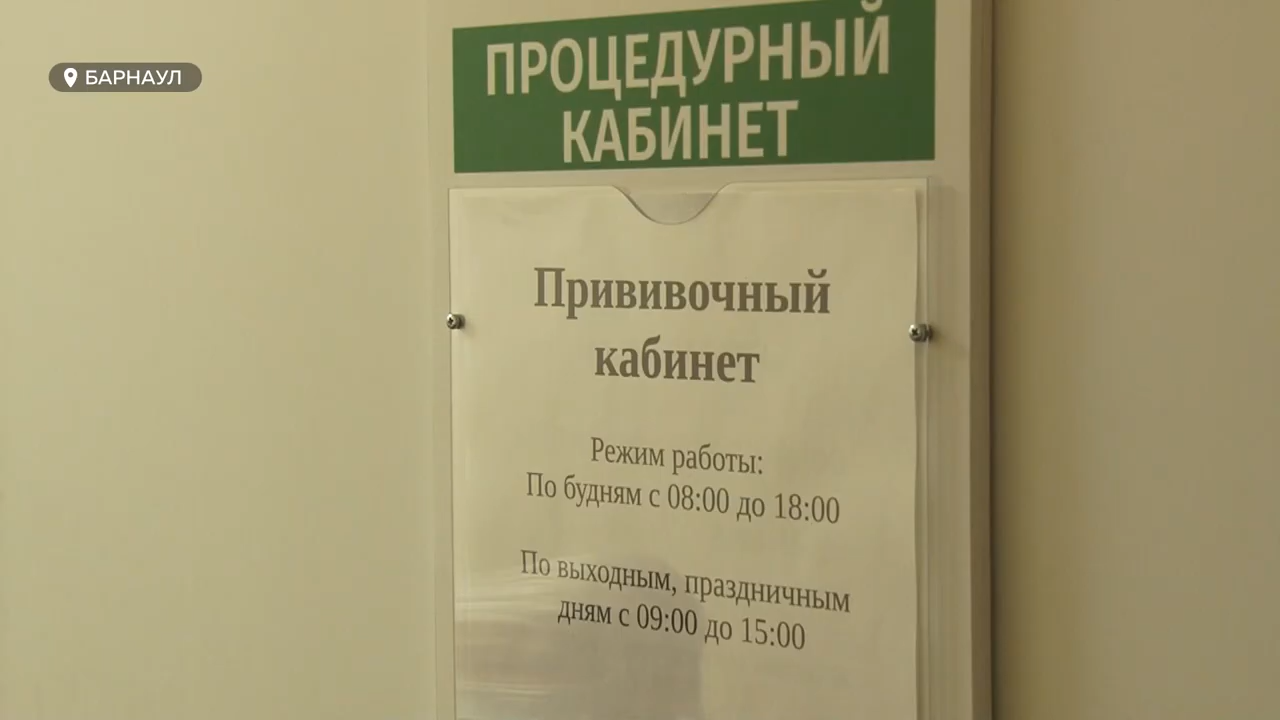 БАРНАУЛ
ПРОЦЕДУРНЫЙ
КАБИНЕТ
Прививочный
кабинет
Режим работы:
По будням с 08:00 до 18:00
По выходным, праздничным
дням с 09:00 до 15:00